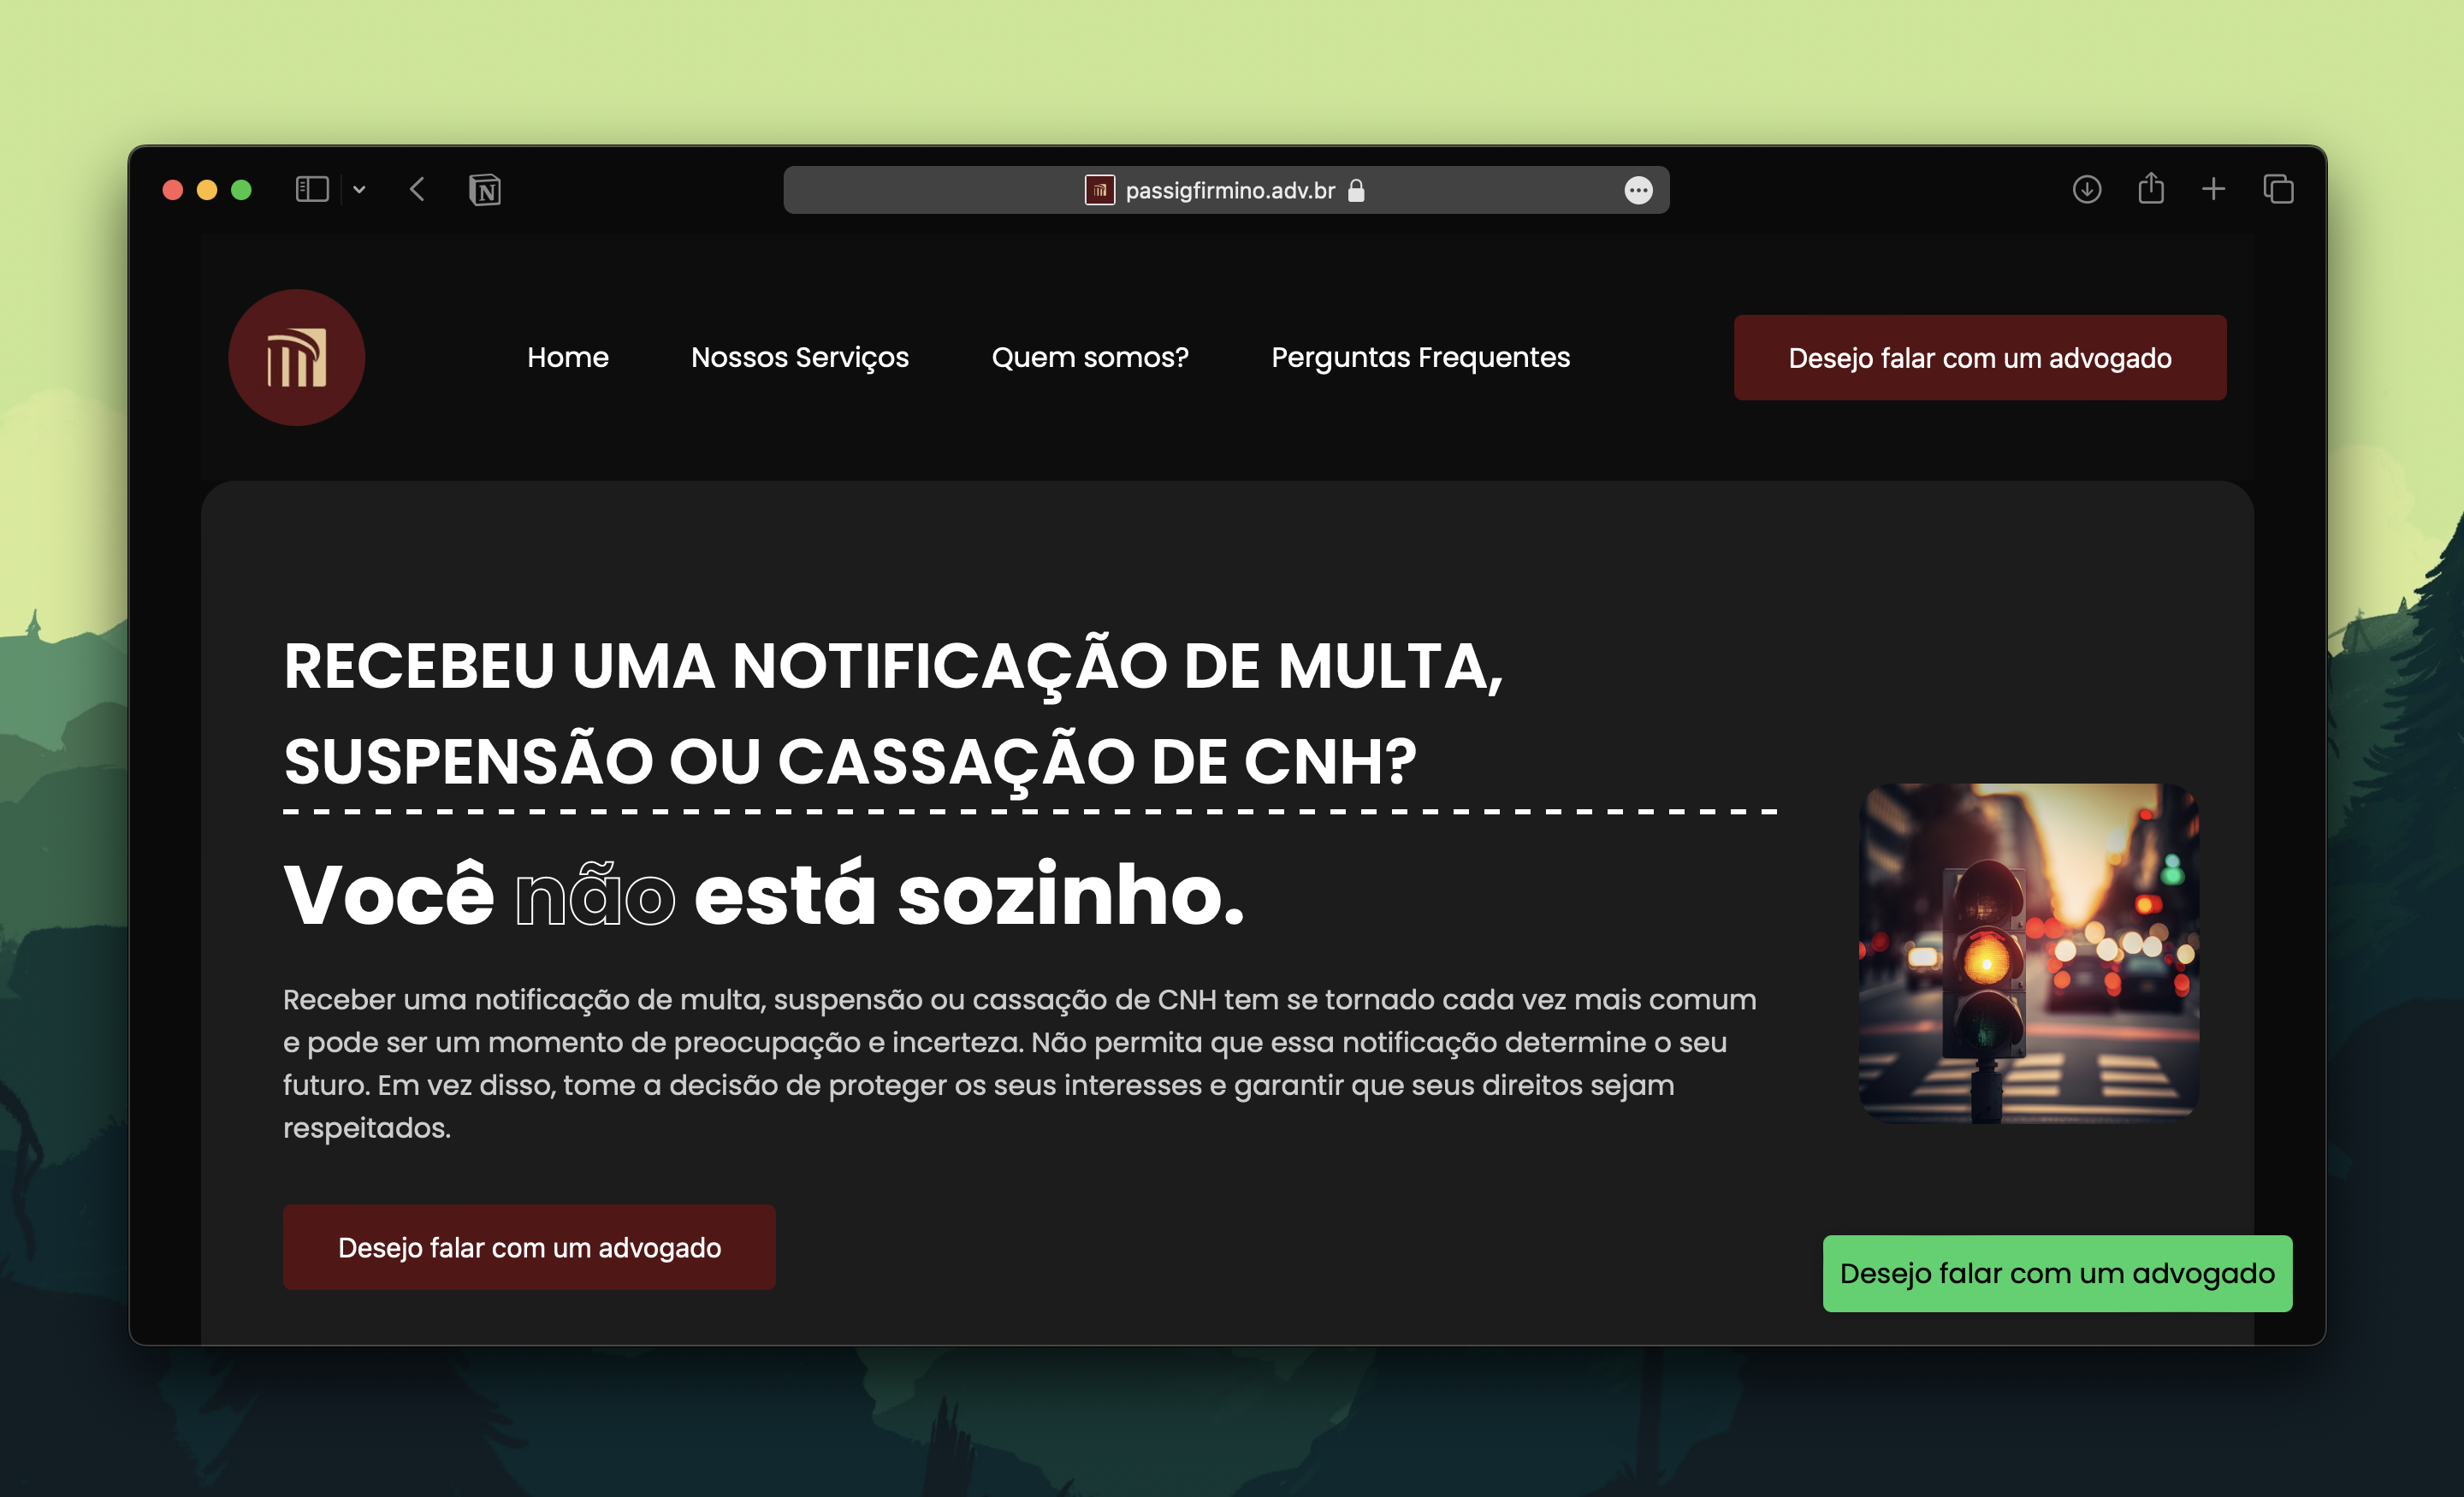 passigfirmino.adv.br
Home
Nossos Serviços
Quem somos?
Perguntas Frequentes
Desejo falar com um advogado
RECEBEU UMA NOTIFICAÇÃO DE MULTA,
SUSPENSÃO OU CASSAÇÃO DE CNH?
Você não está sozinho.
Receber uma notificação de multa, suspensão ou cassação de CNH tem se tornado cada vez mais comum
e pode ser um momento de preocupação e incerteza. Não permita que essa notificação determine o seu
futuro. Em vez disso, tome a decisão de proteger os seus interesses e garantir que seus direitos sejam
respeitados.
Desejo falar com um advogado
Desejo falar com um advogado